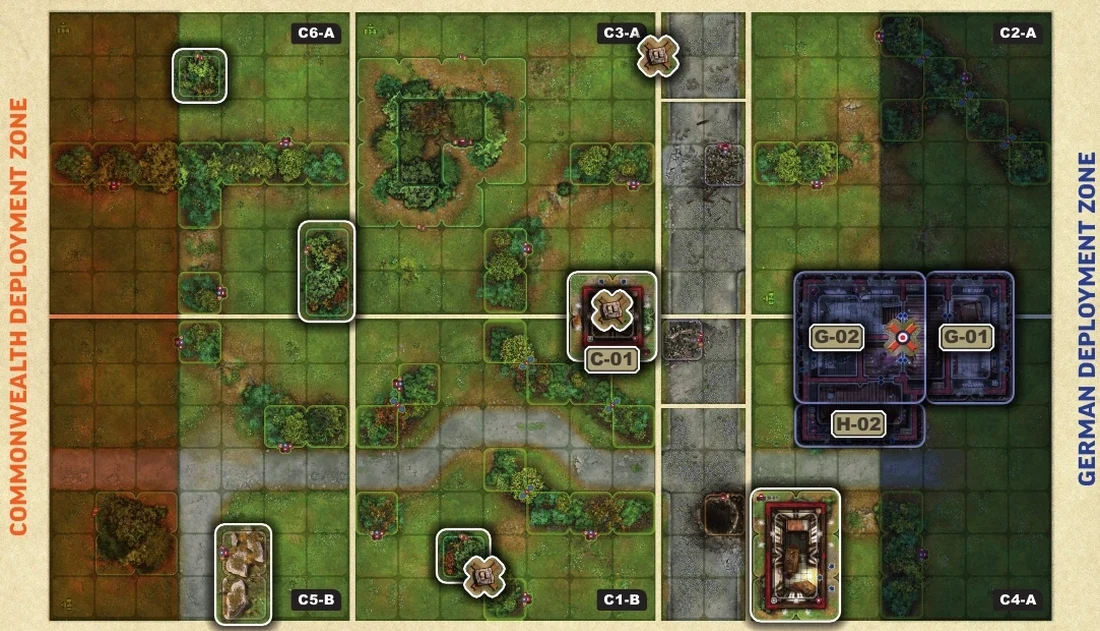 COMMONWEALTH DEPLOYMENT ZONE
C6-A
C3-A
C2-A
G-02
G-01
C-01
H-02
C5-B
C1-B
C4-A
GERMAN DEPLOYMENT ZONE